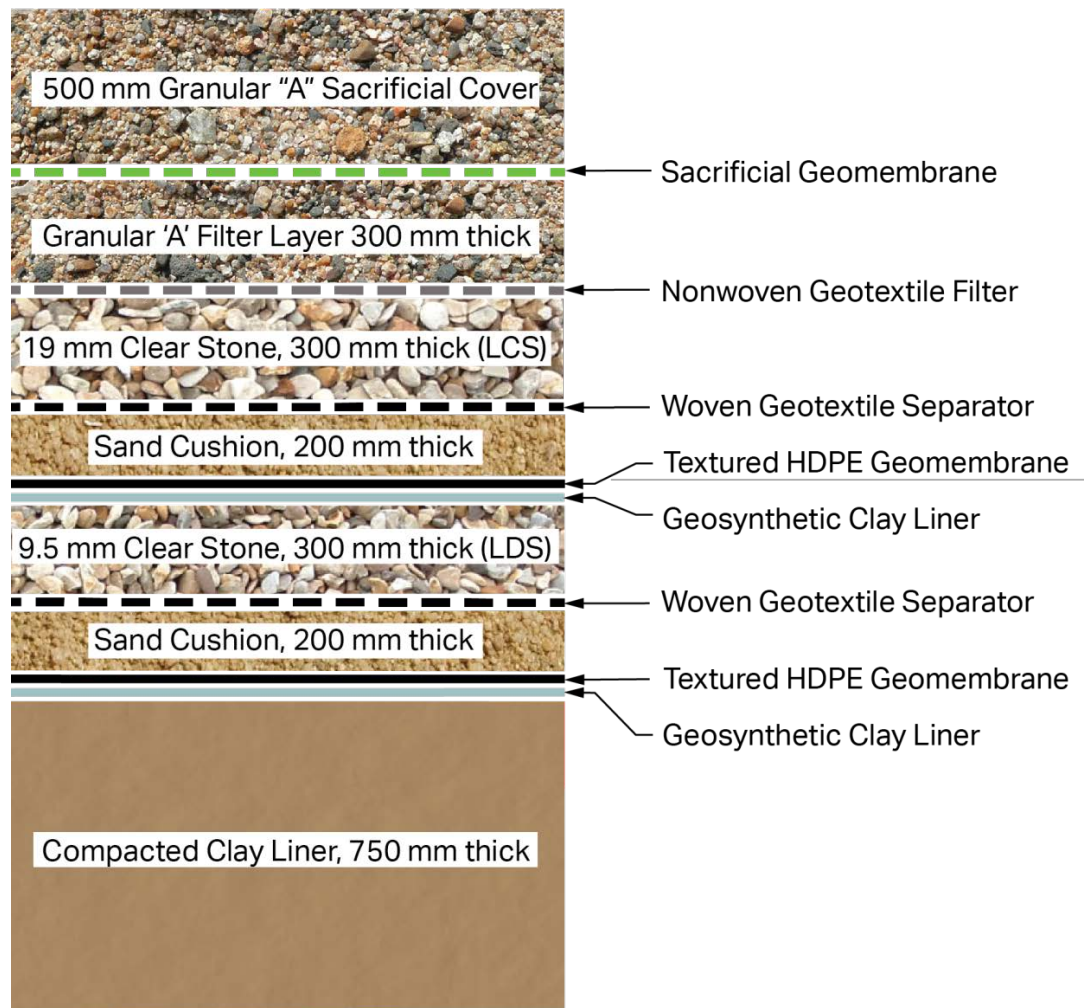 500 mm Granular “A” Sacrificial Cover
Sacrificial Geomembrane
Granular ‘A’ Filter Layer 300 mm thick
Nonwoven Geotextile Filter
19 mm Clear Stone, 300 mm thick (LCS)
Woven Geotextile Separator
Sand Cushion, 200 mm thick
Textured HDPE Geomembrane
Geosynthetic Clay Liner
9.5 mm Clear Stone, 300 mm thick (LDS)
Woven Geotextile Separator
Sand Cushion, 200 mm thick
Textured HDPE Geomembrane
Geosynthetic Clay Liner
Compacted Clay Liner, 750 mm thick